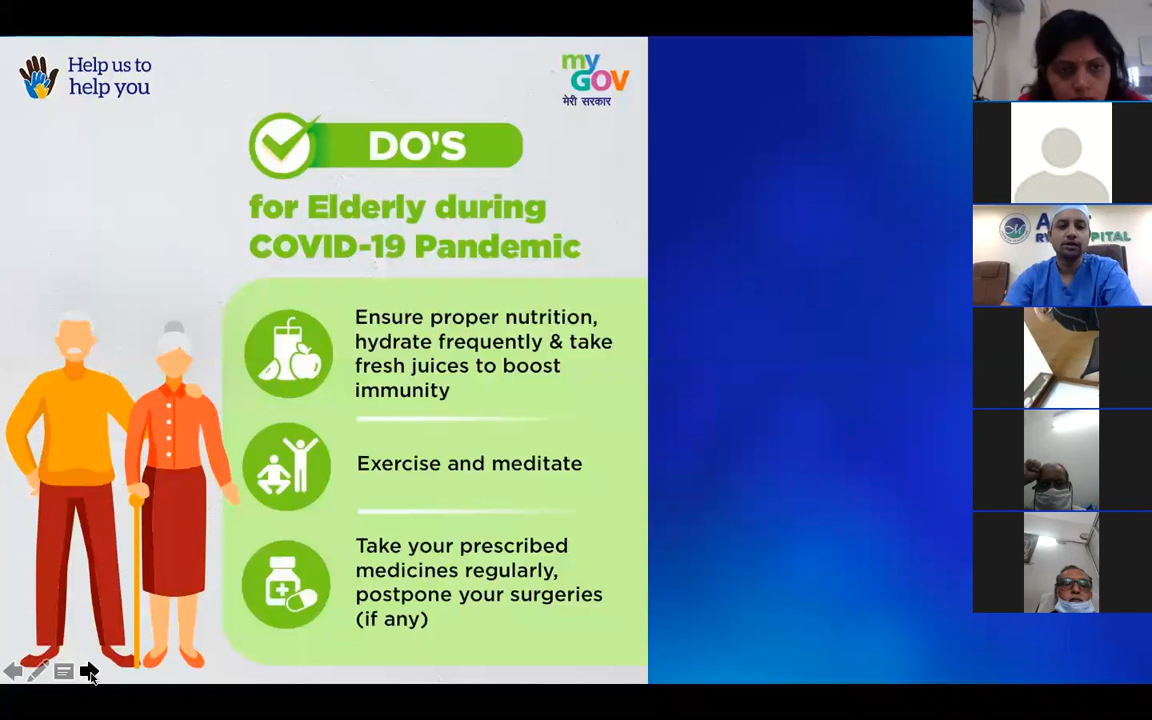 Help us to
help you
my
GOV
मेरी सरकार
DO'S
for Elderly during
COVID-19 Pandemic
Ensure proper nutrition,
hydrate frequently & take
fresh juices to boost
immunity
Exercise and meditate
Take your prescribed
medicines regularly,
postpone your surgeries
(if any)